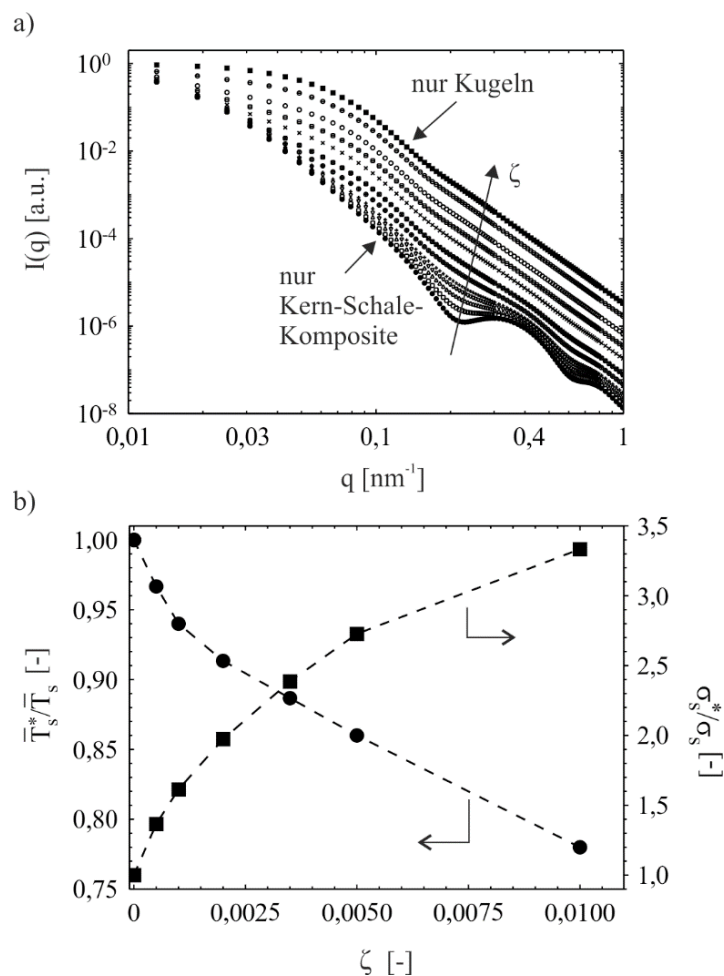 a)
10⁰
10⁻²
10⁻⁴
10⁻⁶
10⁻⁸
I(q) [a.u.]
nur Kugeln
ζ
nur
Kern-Schale-
Komposite
0,01
0,03
0,1
0,4
1
q [nm⁻¹]
b)
1,00
0,95
0,90
0,85
0,80
0,75
T̅ₛ*/T̅ₛ [-]
3,5
3,0
2,5
2,0
1,5
1,0
σₛ*/σₛ [-]
0
0,0025
0,0050
0,0075
0,0100
ζ [-]